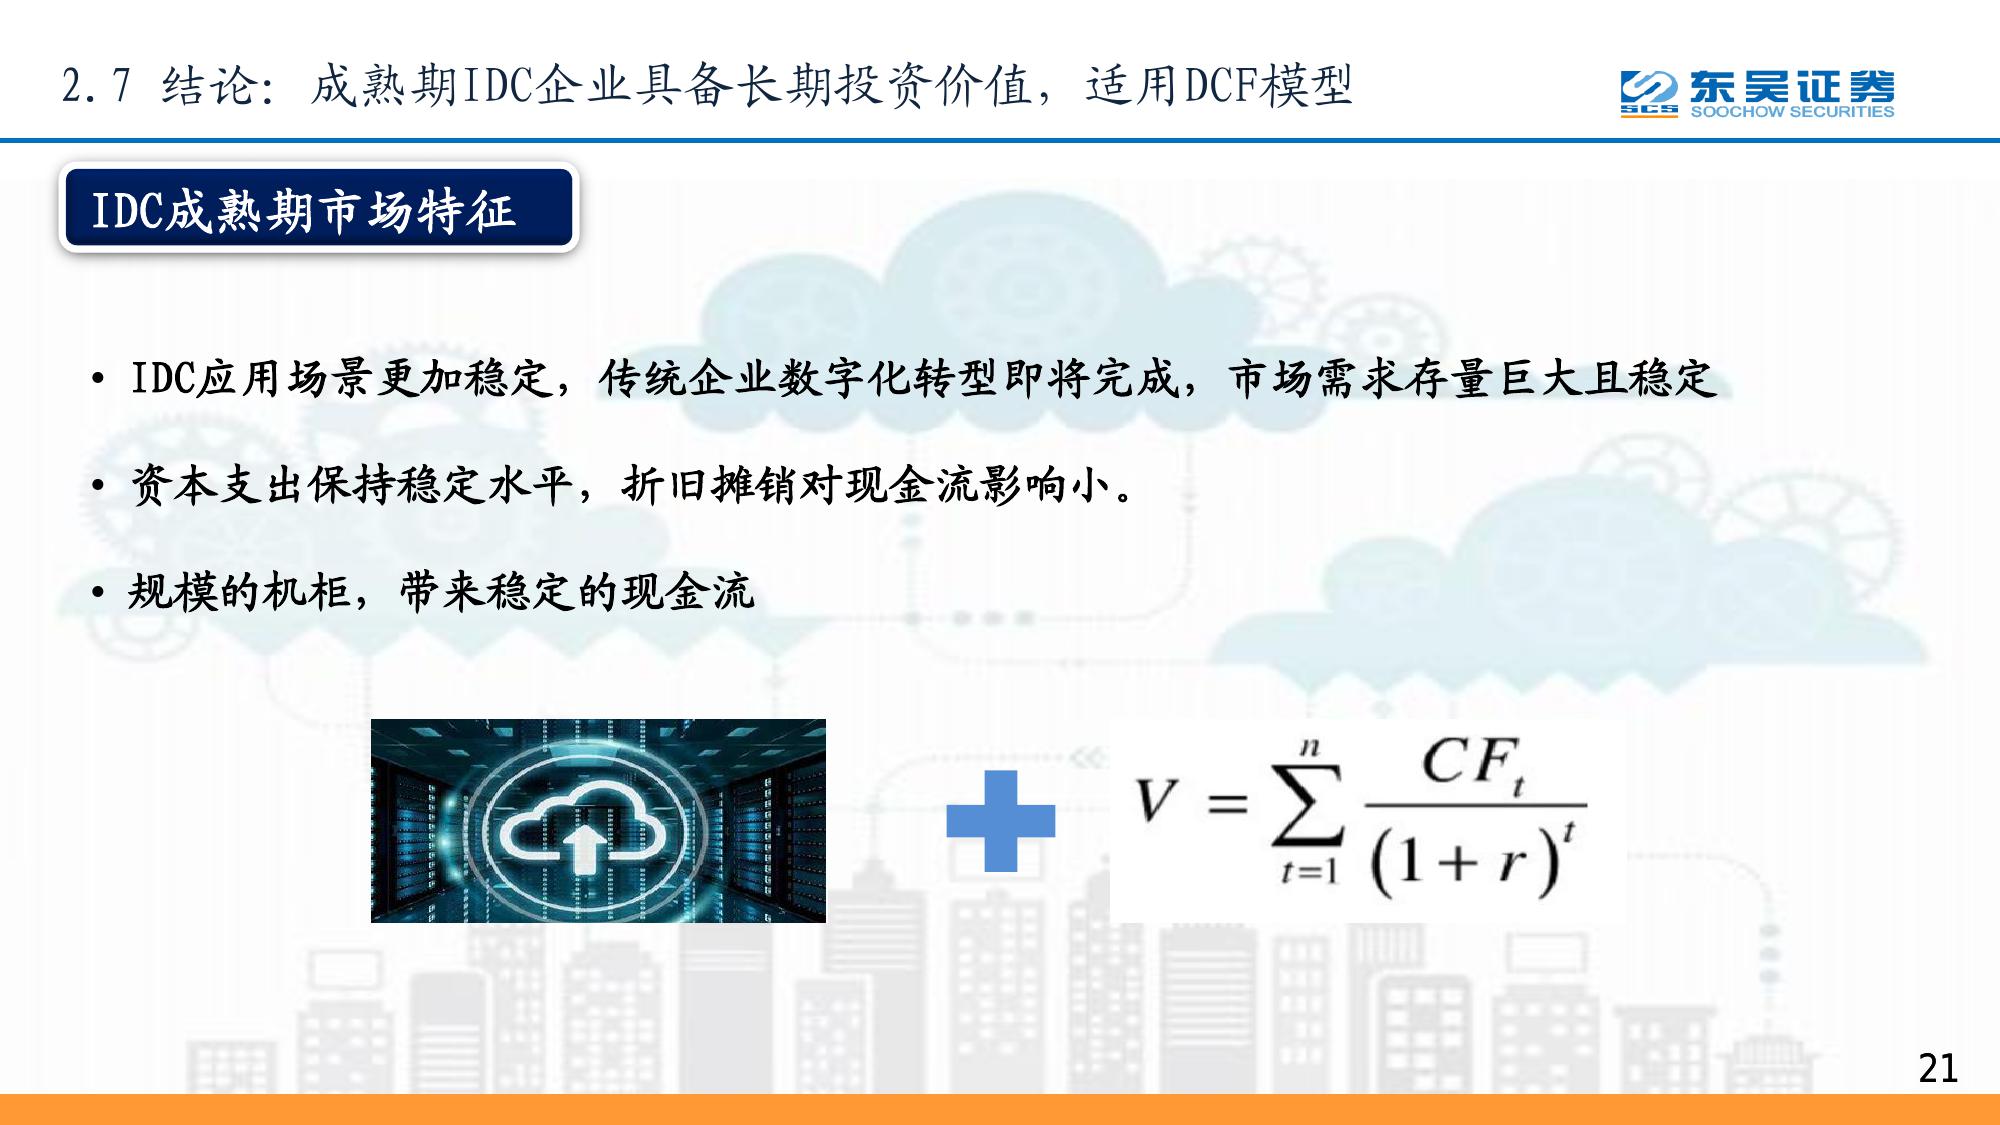 2.7 结论：成熟期IDC企业具备长期投资价值，适用DCF模型
SCS 东吴证券
SOOCHOW SECURITIES
IDC成熟期市场特征
• IDC应用场景更加稳定，传统企业数字化转型即将完成，市场需求存量巨大且稳定
• 资本支出保持稳定水平，折旧摊销对现金流影响小。
• 规模的机柜，带来稳定的现金流
V = ∑_{t=1}^{n} CF_t / (1 + r)^t
21